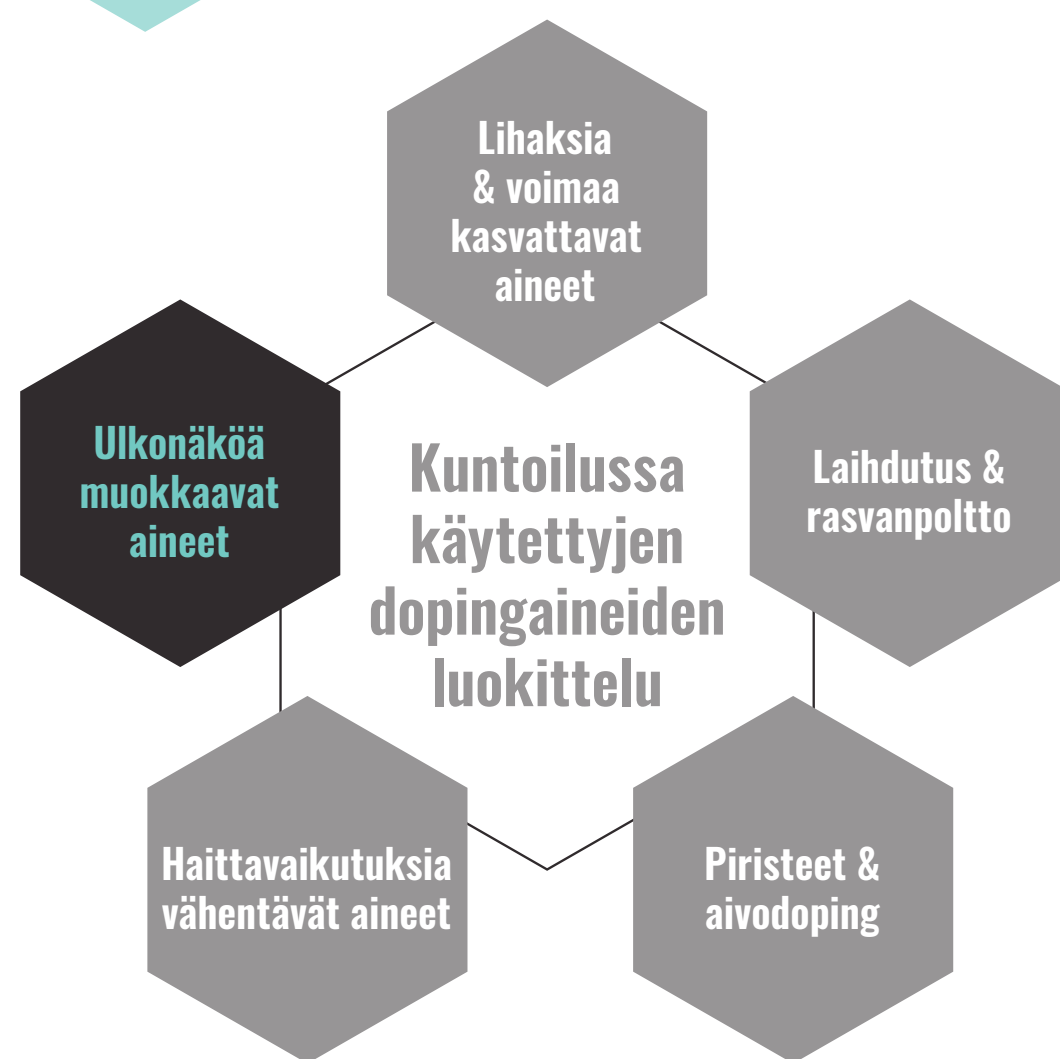 Lihaksia
& voimaa
kasvattavat
aineet
Ulkonäköä
muokkaavat
aineet
Kuntoilussa
käytettyjen
dopingaineiden
luokittelu
Laihdutus &
rasvanpoltto
Haittavaikutuksia
vähentävät aineet
Piristeet &
aivodoping